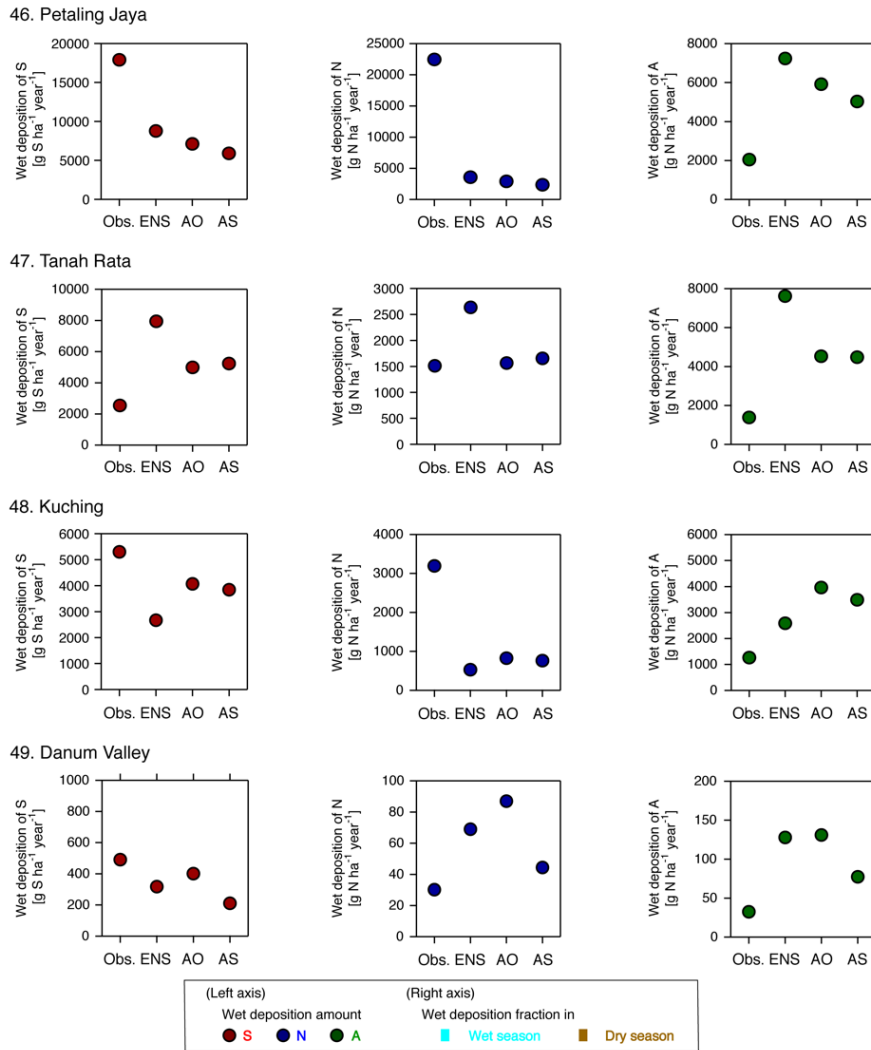 46. Petaling Jaya
Wet deposition of S
[g S ha⁻¹ year⁻¹]
20000
15000
10000
5000
0
Obs. ENS AO AS
Wet deposition of N
[g N ha⁻¹ year⁻¹]
25000
20000
15000
10000
5000
0
Obs. ENS AO AS
Wet deposition of A
[g N ha⁻¹ year⁻¹]
8000
6000
4000
2000
0
Obs. ENS AO AS
47. Tanah Rata
Wet deposition of S
[g S ha⁻¹ year⁻¹]
10000
8000
6000
4000
2000
0
Obs. ENS AO AS
Wet deposition of N
[g N ha⁻¹ year⁻¹]
3000
2500
2000
1500
1000
500
0
Obs. ENS AO AS
Wet deposition of A
[g N ha⁻¹ year⁻¹]
8000
6000
4000
2000
0
Obs. ENS AO AS
48. Kuching
Wet deposition of S
[g S ha⁻¹ year⁻¹]
6000
5000
4000
3000
2000
1000
0
Obs. ENS AO AS
Wet deposition of N
[g N ha⁻¹ year⁻¹]
4000
3000
2000
1000
0
Obs. ENS AO AS
Wet deposition of A
[g N ha⁻¹ year⁻¹]
6000
5000
4000
3000
2000
1000
0
Obs. ENS AO AS
49. Danum Valley
Wet deposition of S
[g S ha⁻¹ year⁻¹]
1000
800
600
400
200
0
Obs. ENS AO AS
Wet deposition of N
[g N ha⁻¹ year⁻¹]
100
80
60
40
20
0
Obs. ENS AO AS
Wet deposition of A
[g N ha⁻¹ year⁻¹]
200
150
100
50
0
Obs. ENS AO AS
(Left axis) (Right axis)
Wet deposition amount Wet deposition fraction in
S N A Wet season Dry season